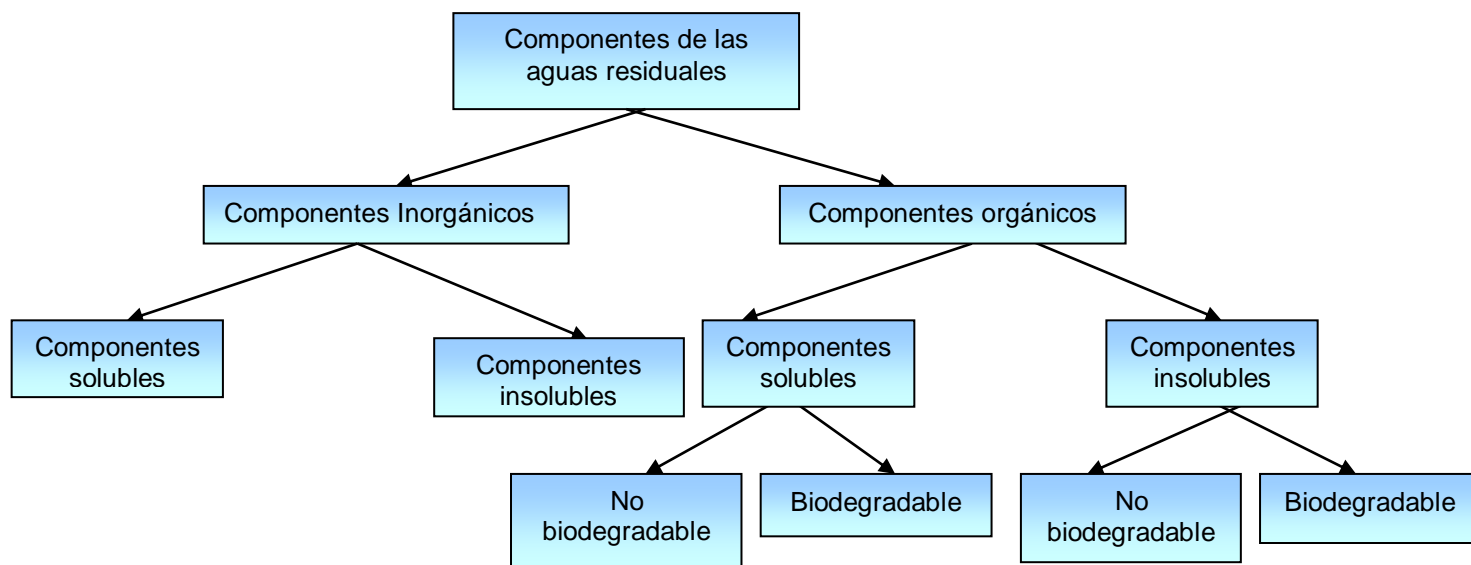 Componentes de las
aguas residuales
Componentes Inorgánicos
Componentes orgánicos
Componentes
solubles
Componentes
insolubles
Componentes
solubles
Componentes
insolubles
No
biodegradable
Biodegradable
No
biodegradable
Biodegradable